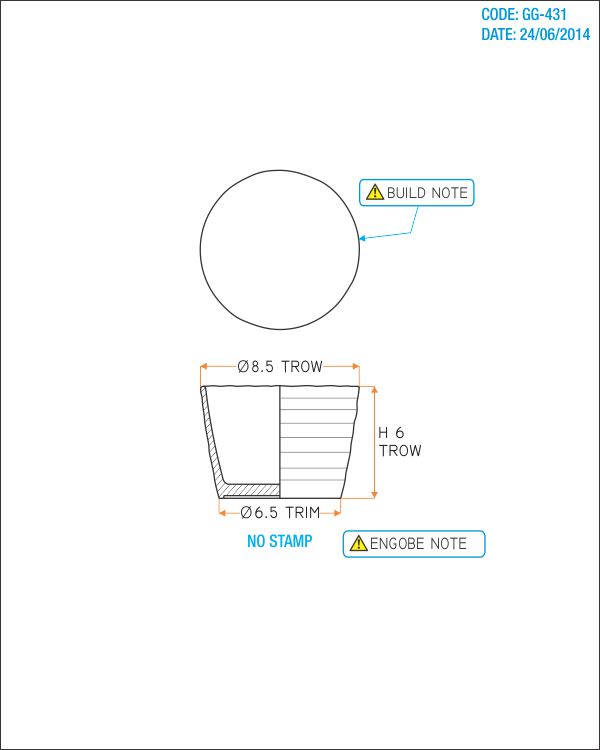 CODE: GG-431
DATE: 24/06/2014
BUILD NOTE
Ø8.5 TROW
H 6
TROW
Ø6.5 TRIM
NO STAMP
ENGOBE NOTE